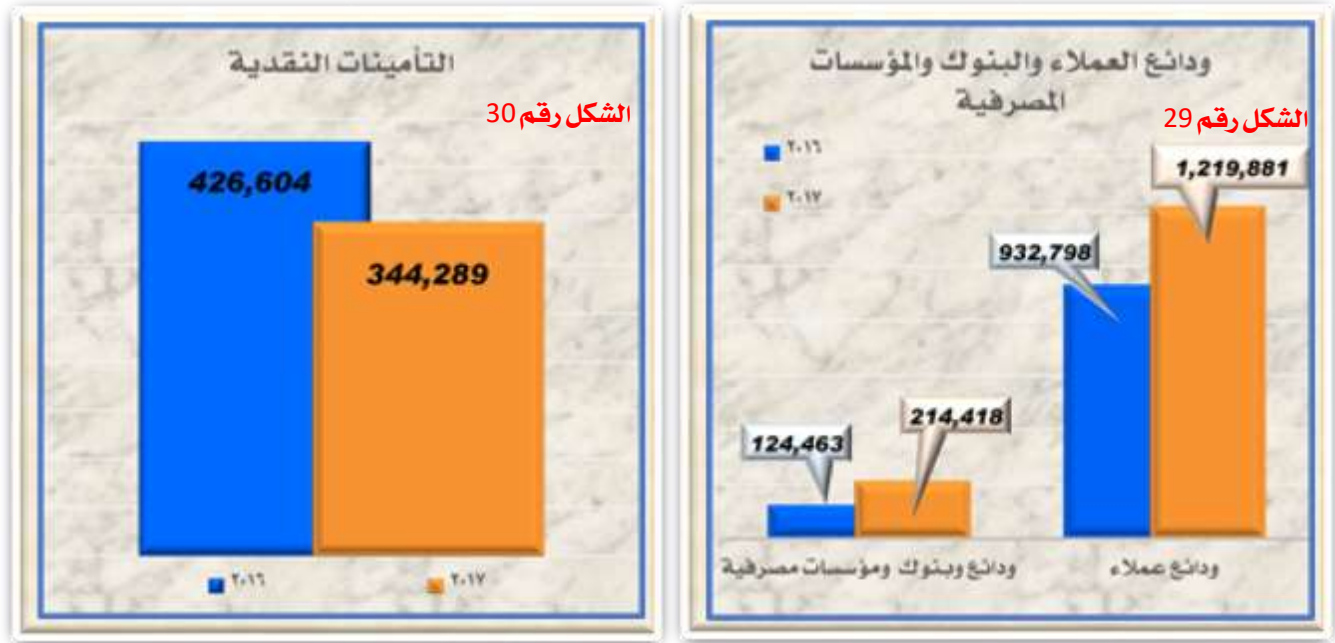 ودائع العملاء والبنوك والمؤسسات
المصرفية
الشكل رقم 29
٢٠١٦
٢٠١٧
1,219,881
932,798
214,418
124,463
ودائع عملاء
ودائع وبنوك ومؤسسات مصرفية
التأمينات النقدية
الشكل رقم 30
426,604
344,289
٢٠١٦
٢٠١٧